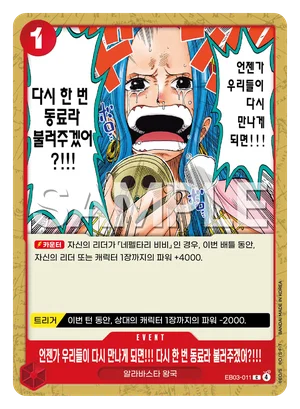 1
언젠가
우리들이
다시
만나게
되면!!!
다시 한 번
동료라
불러주겠어
?!!!
SAMPLE
카운터 자신의 리더가 「네펠타리 비비」인 경우, 이번 배틀 동안,
자신의 리더 또는 캐릭터 1장까지의 파워 +4000.
트리거 이번 턴 동안, 상대의 캐릭터 1장까지의 파워 -2000.
EVENT
언젠가 우리들이 다시 만나게 되면!!! 다시 한 번 동료라 불러주겠어?!!!
알라바스타 왕국
EB03-011